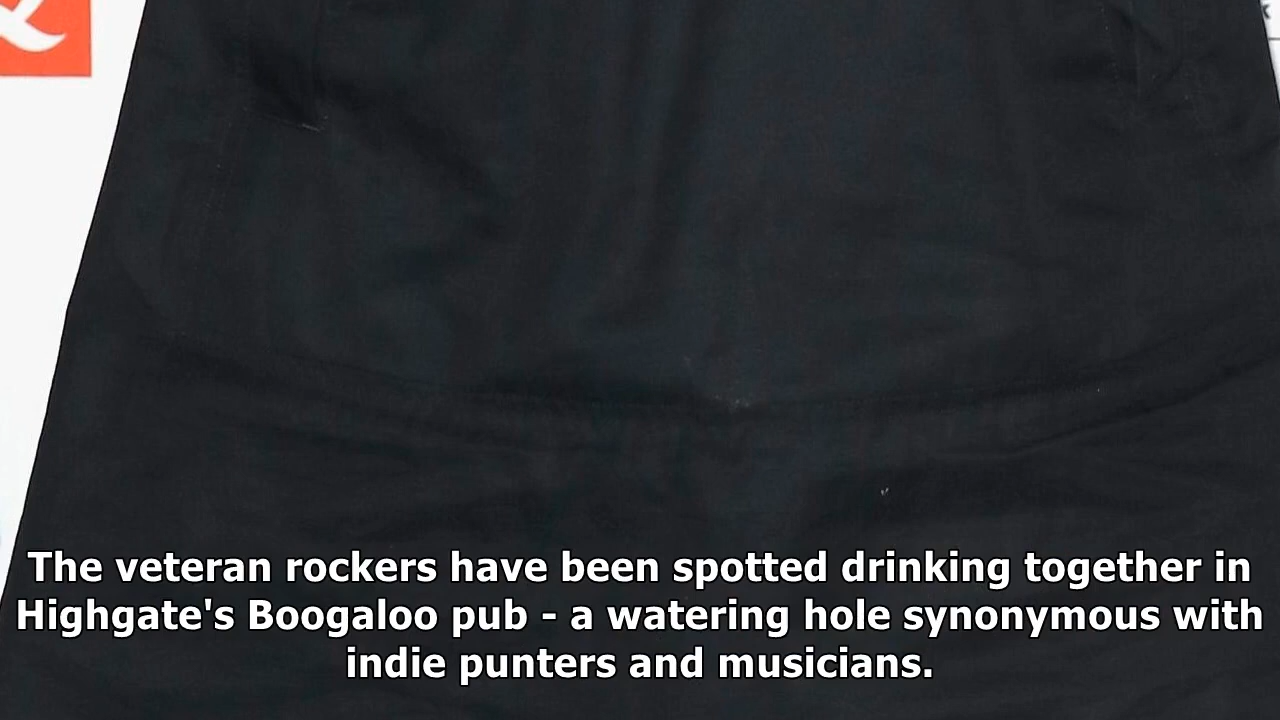 The veteran rockers have been spotted drinking together in
Highgate's Boogaloo pub - a watering hole synonymous with
indie punters and musicians.